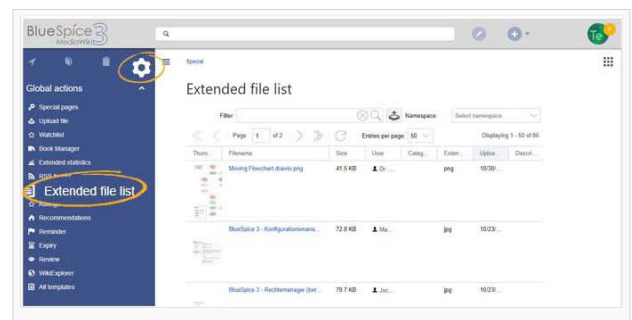 BlueSpice 3
MediaWiki
Te
Special
Global actions
Extended file list
Special pages
Upload file
Filter
Namespace
Select namespace
Watchlist
Page 1 of 2
Entries per page 50
Displaying 1 - 50 of 66
Book Manager
Extended statistics
Thum... Filename Size User Categ... Exten... Uploa... Descri...
Extended file list
Moving Flowchart.drawio.png 41.5 KB Dr. ... png 10/30/...
Recommendations
Reminder
Expiry
BlueSpice 3 - Konfigurationsmana... 72.8 KB Ma... jpg 10/23/...
Review
WikiExplorer
All templates
BlueSpice 3 - Rechtemanager (bet... 79.7 KB Joc... jpg 10/23/...